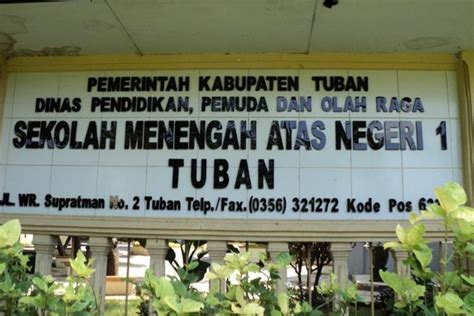 PEMERINTAH KABUPATEN TUBAN
DINAS PENDIDIKAN, PEMUDA DAN OLAH RAGA
SEKOLAH MENENGAH ATAS NEGERI 1
TUBAN
JL. WR. Supratman No. 2 Tuban Telp./Fax. (0356) 321272 Kode Pos